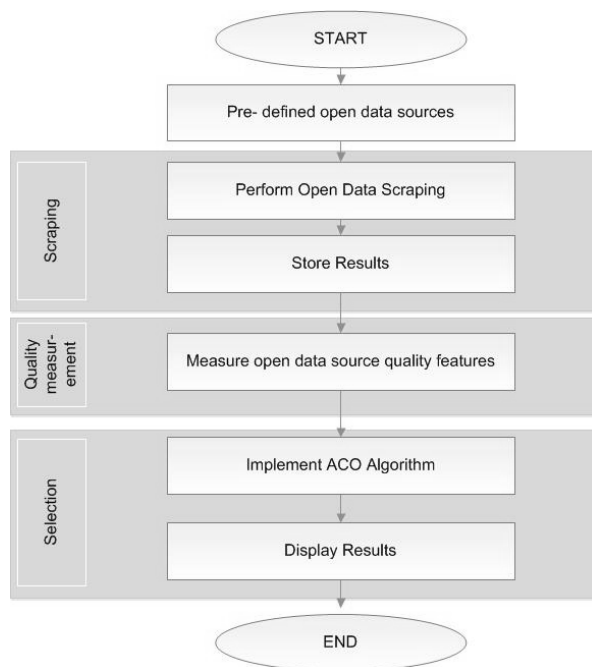 START
Pre- defined open data sources
Scraping
Perform Open Data Scraping
Store Results
Quality
measur-
ement
Measure open data source quality features
Selection
Implement ACO Algorithm
Display Results
END